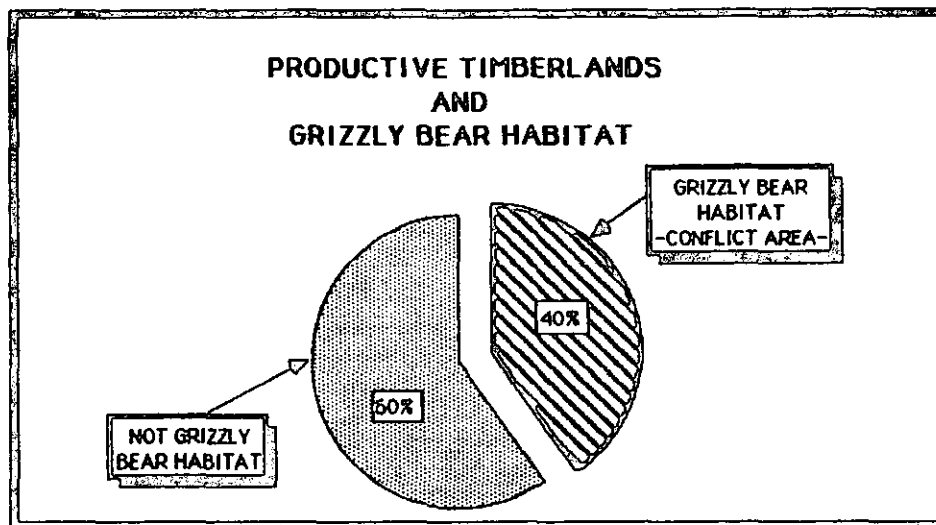 PRODUCTIVE TIMBERLANDS
AND
GRIZZLY BEAR HABITAT
GRIZZLY BEAR
HABITAT
-CONFLICT AREA-
40%
60%
NOT GRIZZLY
BEAR HABITAT